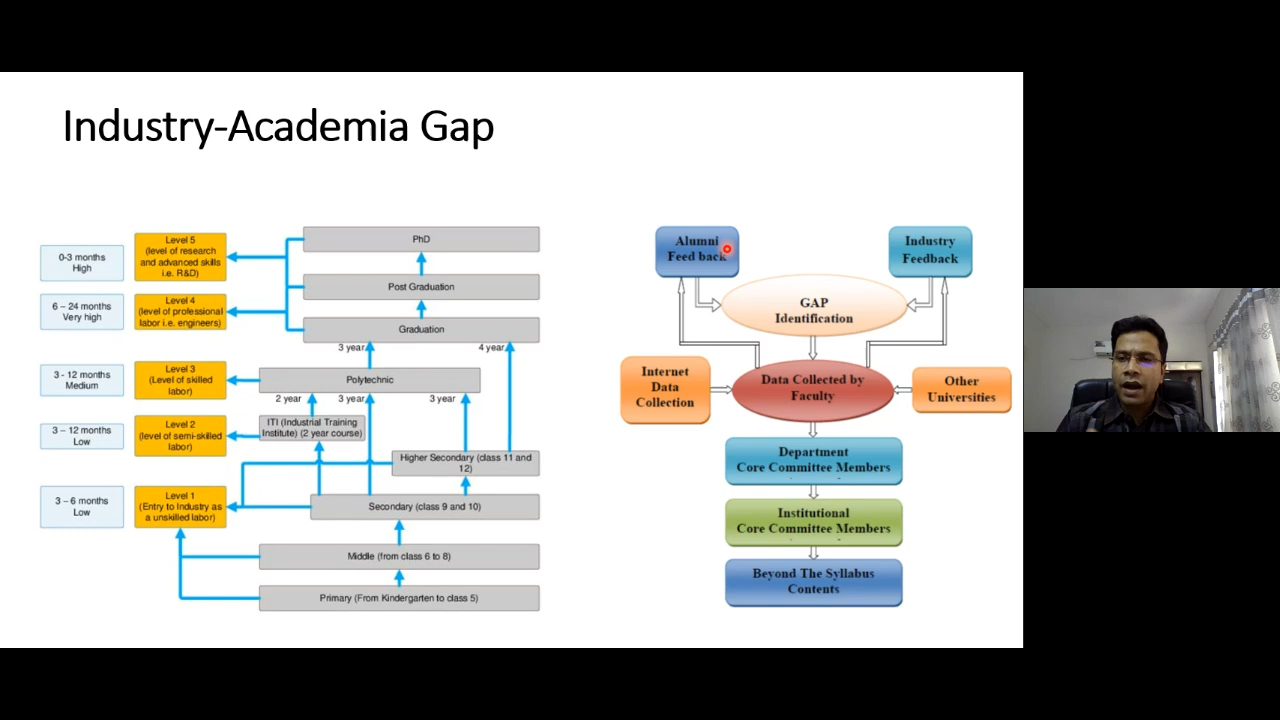 Industry-Academia Gap
0-3 months
High
Level 5
(level of research
and advanced skills
i.e. R&D)
PhD
6 – 24 months
Very high
Level 4
(level of professional
labor i.e. engineers)
Post Graduation
Graduation
3 year
4 year
3 - 12 months
Medium
Level 3
(Level of skilled
labor)
Polytechnic
2 year
3 year
3 year
3 – 12 months
Low
Level 2
(level of semi-skilled
labor)
ITI (Industrial Training
Institute) (2 year course)
Higher Secondary (class 11 and
12)
3 – 6 months
Low
Level 1
(Entry to Industry as
a unskilled labor)
Secondary (class 9 and 10)
Middle (from class 6 to 8)
Primary (From Kindergarten to class 5)
Alumni
Feed back
Industry
Feedback
GAP
Identification
Internet
Data
Collection
Data Collected by
Faculty
Other
Universities
Department
Core Committee Members
Institutional
Core Committee Members
Beyond The Syllabus
Contents